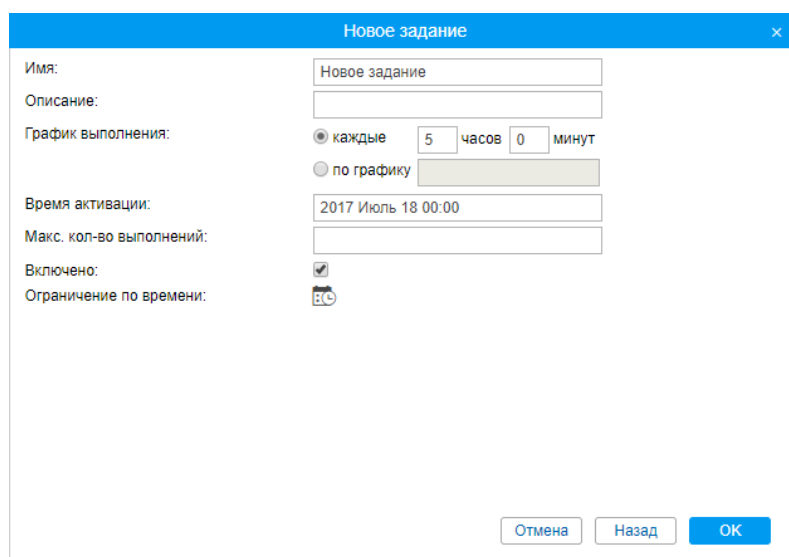 Новое задание ×
Имя: Новое задание
Описание:
График выполнения: каждые 5 часов 0 минут
по графику
Время активации: 2017 Июль 18 00:00
Макс. кол-во выполнений:
Включено:
Ограничение по времени:
Отмена Назад OK